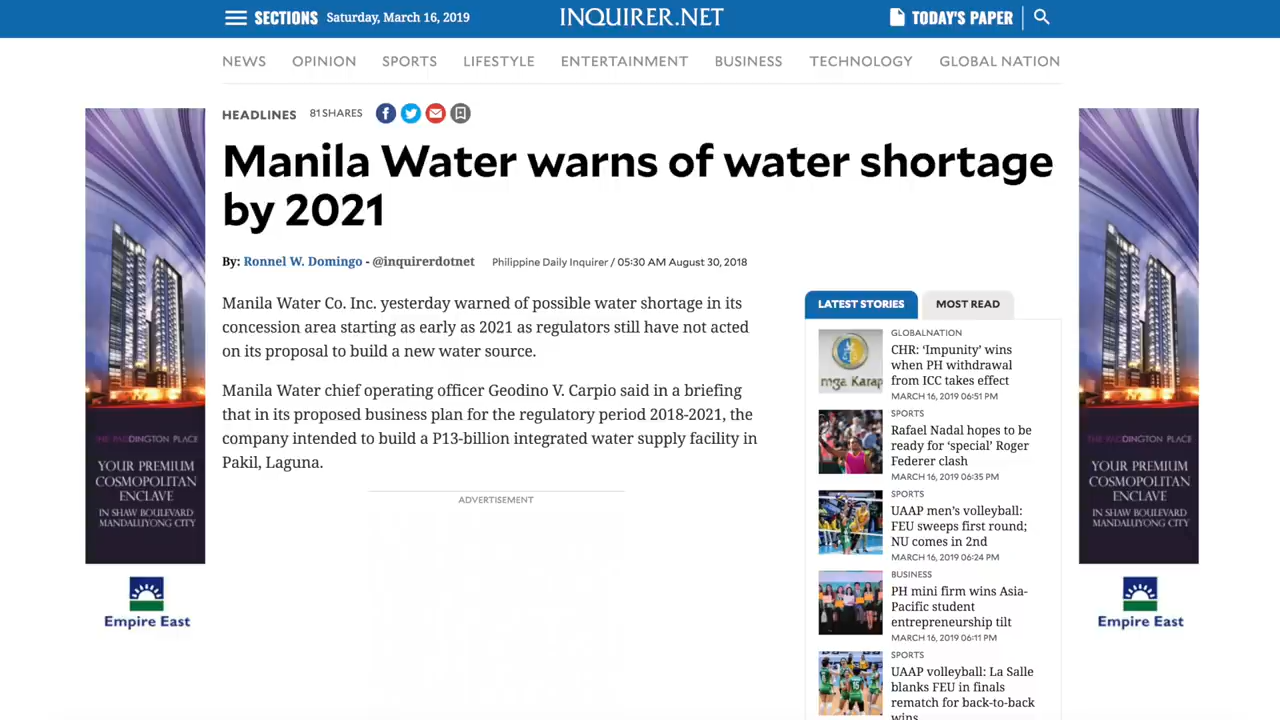 SECTIONS Saturday, March 16, 2019
INQUIRER.NET
TODAY'S PAPER
NEWS OPINION SPORTS LIFESTYLE ENTERTAINMENT BUSINESS TECHNOLOGY GLOBAL NATION
HEADLINES 81 SHARES
Manila Water warns of water shortage
by 2021
By: Ronnel W. Domingo - @inquirerdotnet Philippine Daily Inquirer / 05:30 AM August 30, 2018
Manila Water Co. Inc. yesterday warned of possible water shortage in its
concession area starting as early as 2021 as regulators still have not acted
on its proposal to build a new water source.
Manila Water chief operating officer Geodino V. Carpio said in a briefing
that in its proposed business plan for the regulatory period 2018-2021, the
company intended to build a P13-billion integrated water supply facility in
Pakil, Laguna.
ADVERTISEMENT
LATEST STORIES MOST READ
mga Karap
GLOBALNATION
CHR: ‘Impunity’ wins
when PH withdrawal
from ICC takes effect
MARCH 16, 2019 06:51 PM
SPORTS
Rafael Nadal hopes to be
ready for ‘special’ Roger
Federer clash
MARCH 16, 2019 06:35 PM
SPORTS
UAAP men’s volleyball:
FEU sweeps first round;
NU comes in 2nd
MARCH 16, 2019 06:24 PM
BUSINESS
PH mini firm wins Asia-
Pacific student
entrepreneurship tilt
MARCH 16, 2019 06:11 PM
SPORTS
UAAP volleyball: La Salle
blanks FEU in finals
rematch for back-to-back
wins
THE PADDINGTON PLACE
YOUR PREMIUM
COSMOPOLITAN
ENCLAVE
IN SHAW BOULEVARD
MANDALUYONG CITY
Empire East
THE PADDINGTON PLACE
YOUR PREMIUM
COSMOPOLITAN
ENCLAVE
IN SHAW BOULEVARD
MANDALUYONG CITY
Empire East